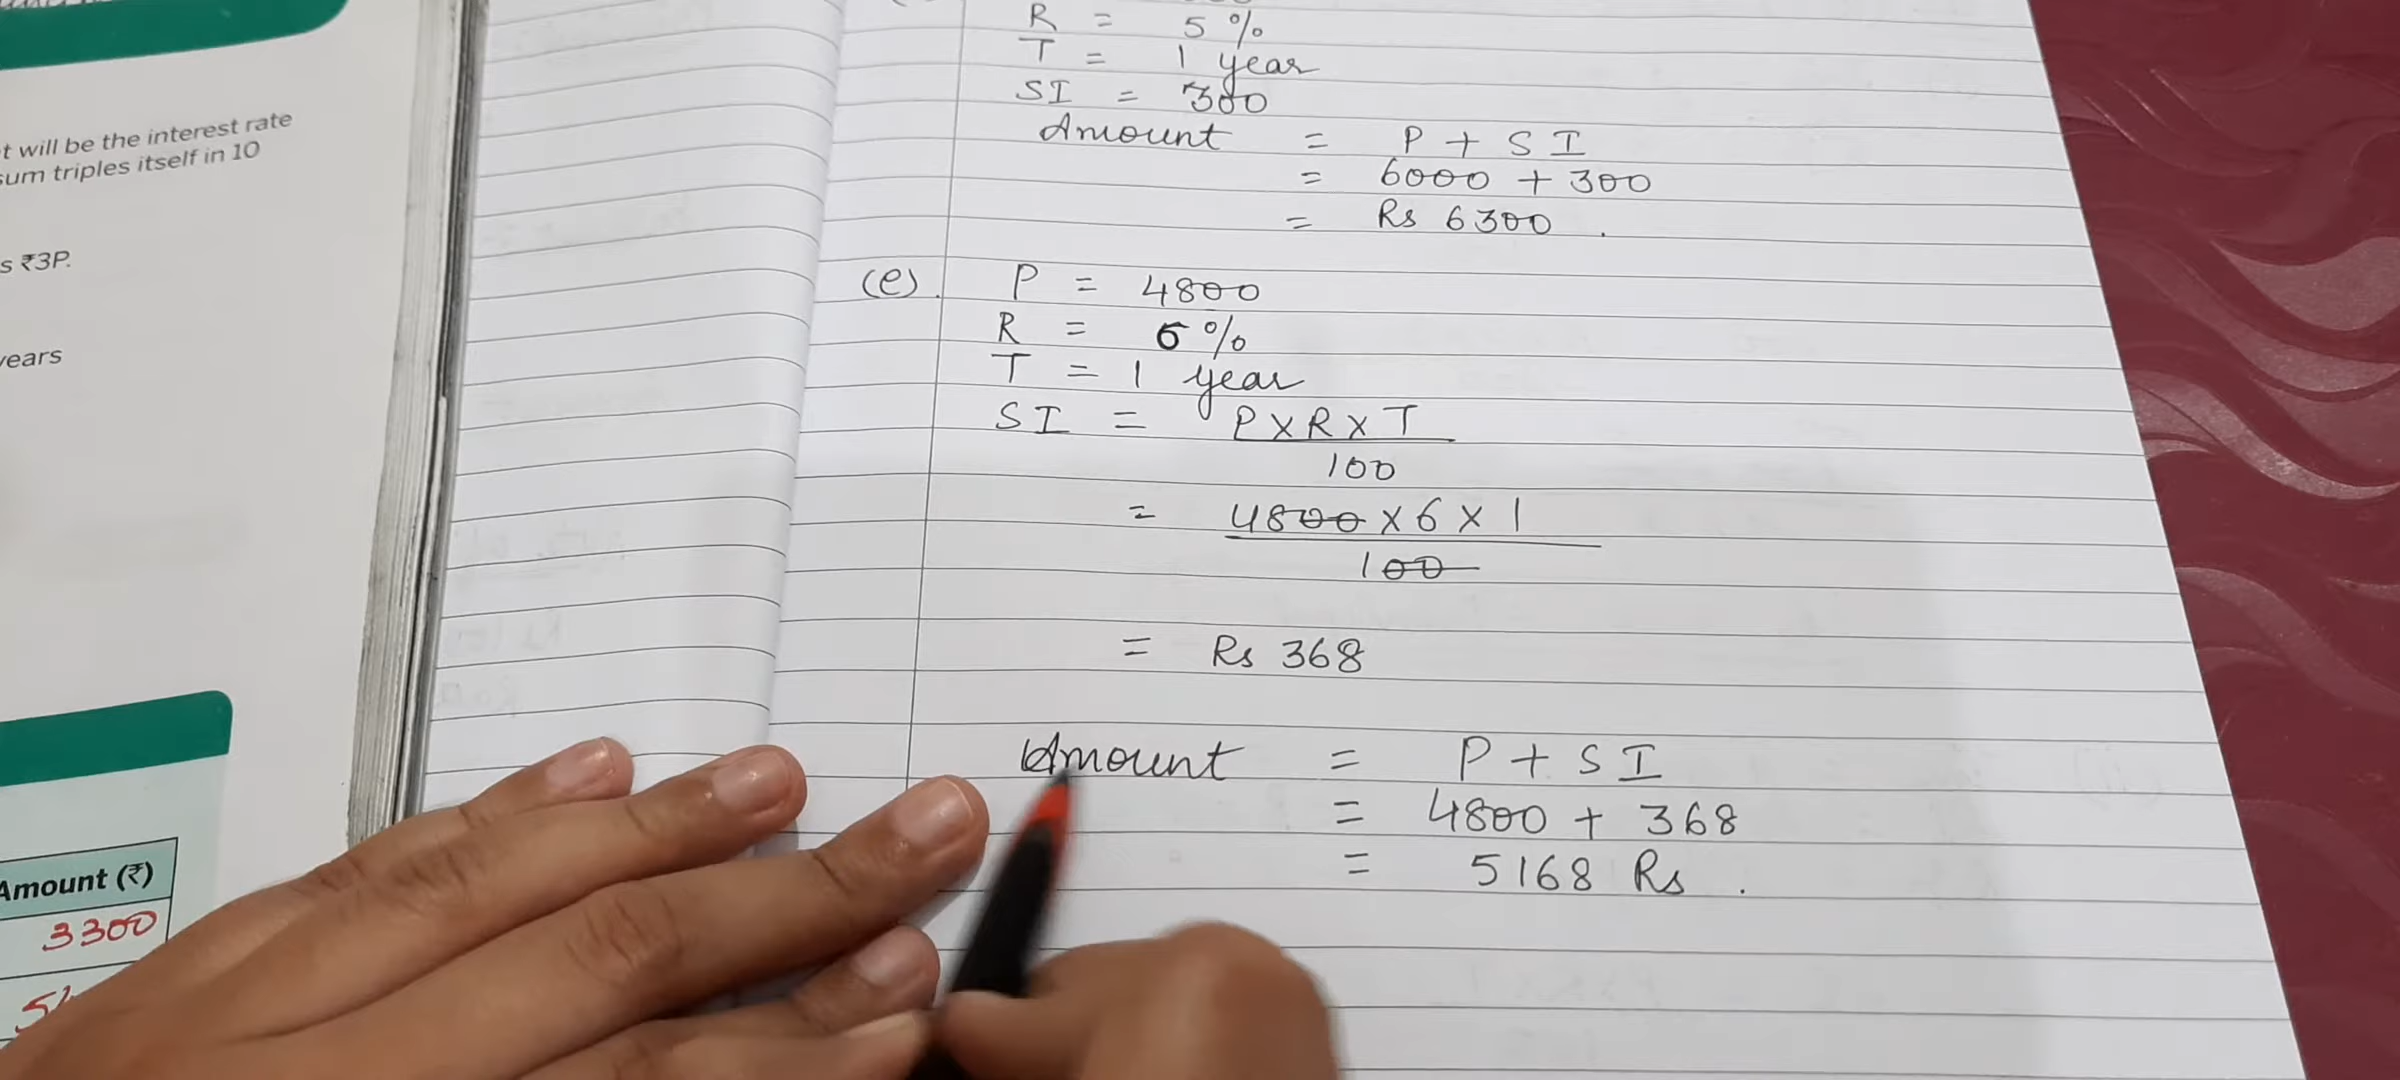 t will be the interest rate
sum triples itself in 10
s ₹3P.
years
Amount (₹)
3300
R = 5 %
T = 1 year
SI = 300
Amount = P + SI
= 6000 + 300
= Rs 6300 .
(e). P = 4800
R = 6 %
T = 1 year
SI = P X R X T
100
= 4800 X 6 X 1
100
= Rs 368
Amount = P + SI
= 4800 + 368
= 5168 Rs .